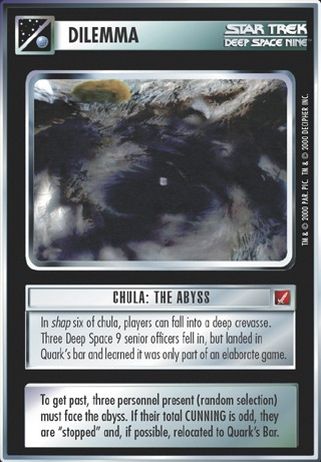 DILEMMA
STAR TREK
DEEP SPACE NINE
TM & © 2000 PAR. PIC. TM & © 2000 DECIPHER INC.
CHULA: THE ABYSS
In shap six of chula, players can fall into a deep crevasse.
Three Deep Space 9 senior officers fell in, but landed in
Quark's bar and learned it was only part of an elaborate game.
To get past, three personnel present (random selection)
must face the abyss. If their total CUNNING is odd, they
are "stopped" and, if possible, relocated to Quark's Bar.